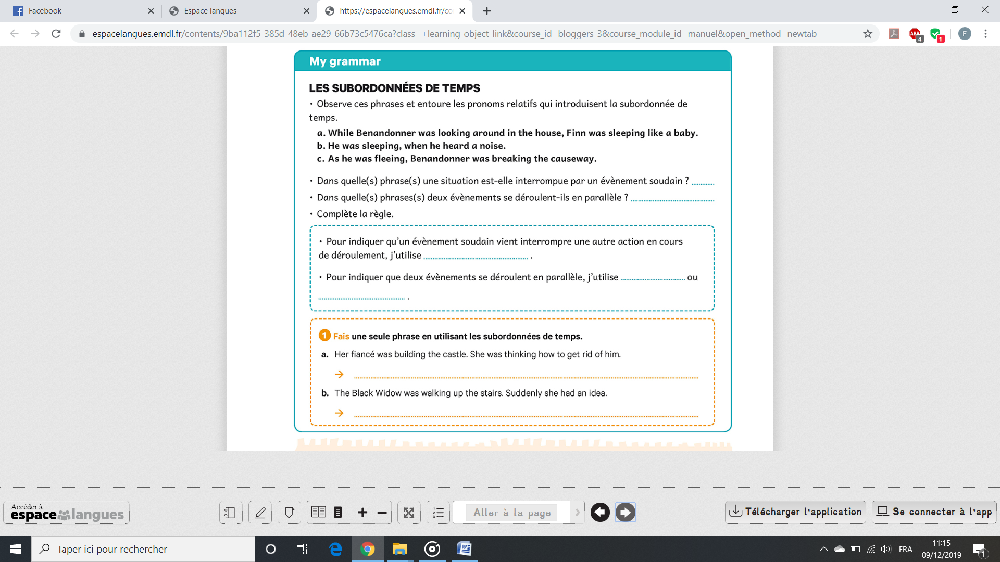 Facebook
Espace langues
https://espacelangues.emdl.fr/co
espacelangues.emdl.fr/contents/9ba112f5-385d-48eb-ae29-66b73c5476ca?class=+learning-object-link&course_id=bloggers-3&course_module_id=manuel&open_method=newtab
ABP
4
1
F
My grammar
LES SUBORDONNÉES DE TEMPS
• Observe ces phrases et entoure les pronoms relatifs qui introduisent la subordonnée de
temps.
a. While Benandonner was looking around in the house, Finn was sleeping like a baby.
b. He was sleeping, when he heard a noise.
c. As he was fleeing, Benandonner was breaking the causeway.
• Dans quelle(s) phrase(s) une situation est-elle interrompue par un évènement soudain ? ............
• Dans quelle(s) phrases(s) deux évènements se déroulent-ils en parallèle ? ............
• Complète la règle.
• Pour indiquer qu'un évènement soudain vient interrompre une autre action en cours
de déroulement, j'utilise ............ .
• Pour indiquer que deux évènements se déroulent en parallèle, j'utilise ............ ou
............ .
1 Fais une seule phrase en utilisant les subordonnées de temps.
a. Her fiancé was building the castle. She was thinking how to get rid of him.
→ ............
b. The Black Widow was walking up the stairs. Suddenly she had an idea.
→ ............
Accéder à
espace langues
Aller à la page
Télécharger l'application
Se connecter à l'app
Taper ici pour rechercher
FRA
11:15
09/12/2019
1